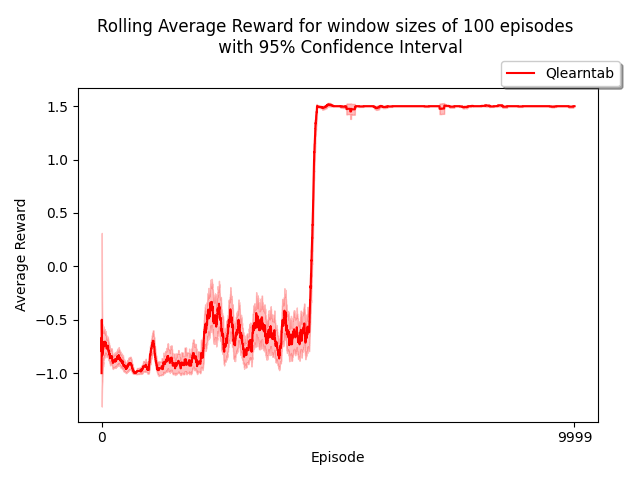 Rolling Average Reward for window sizes of 100 episodes
with 95% Confidence Interval
Qlearntab
1.5
1.0
0.5
0.0
−0.5
−1.0
Average Reward
0
9999
Episode